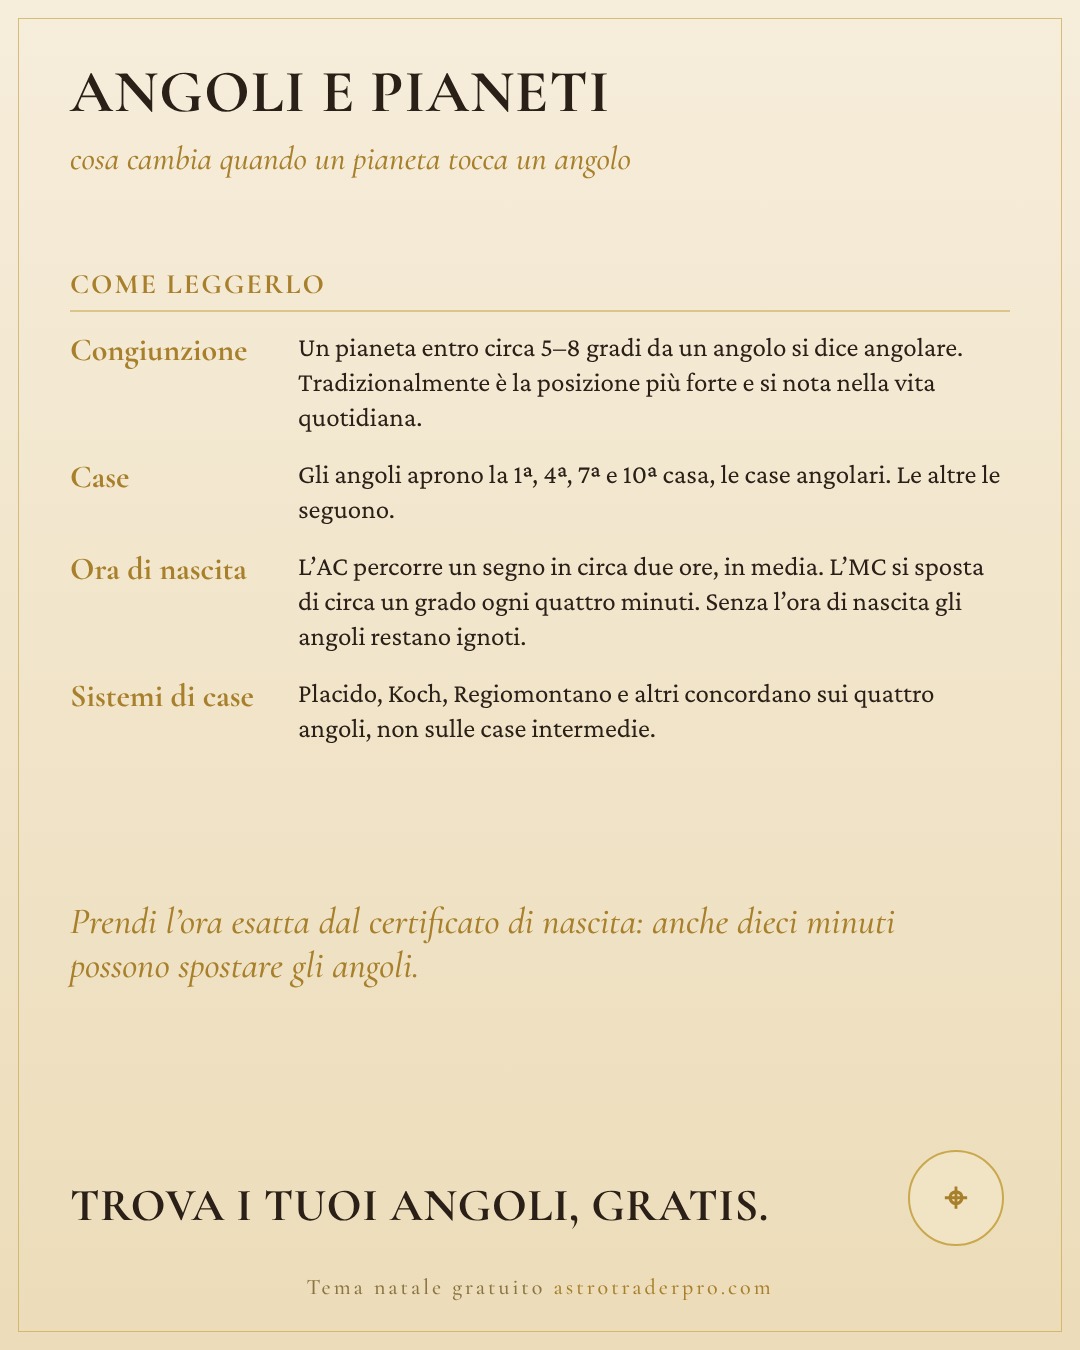 ANGOLI E PIANETI
cosa cambia quando un pianeta tocca un angolo
COME LEGGERLO
Congiunzione
Un pianeta entro circa 5–8 gradi da un angolo si dice angolare.
Tradizionalmente è la posizione più forte e si nota nella vita
quotidiana.
Case
Gli angoli aprono la 1ª, 4ª, 7ª e 10ª casa, le case angolari. Le altre le
seguono.
Ora di nascita
L’AC percorre un segno in circa due ore, in media. L’MC si sposta
di circa un grado ogni quattro minuti. Senza l’ora di nascita gli
angoli restano ignoti.
Sistemi di case
Placido, Koch, Regiomontano e altri concordano sui quattro
angoli, non sulle case intermedie.
Prendi l’ora esatta dal certificato di nascita: anche dieci minuti
possono spostare gli angoli.
TROVA I TUOI ANGOLI, GRATIS.
Tema natale gratuito astrotraderpro.com